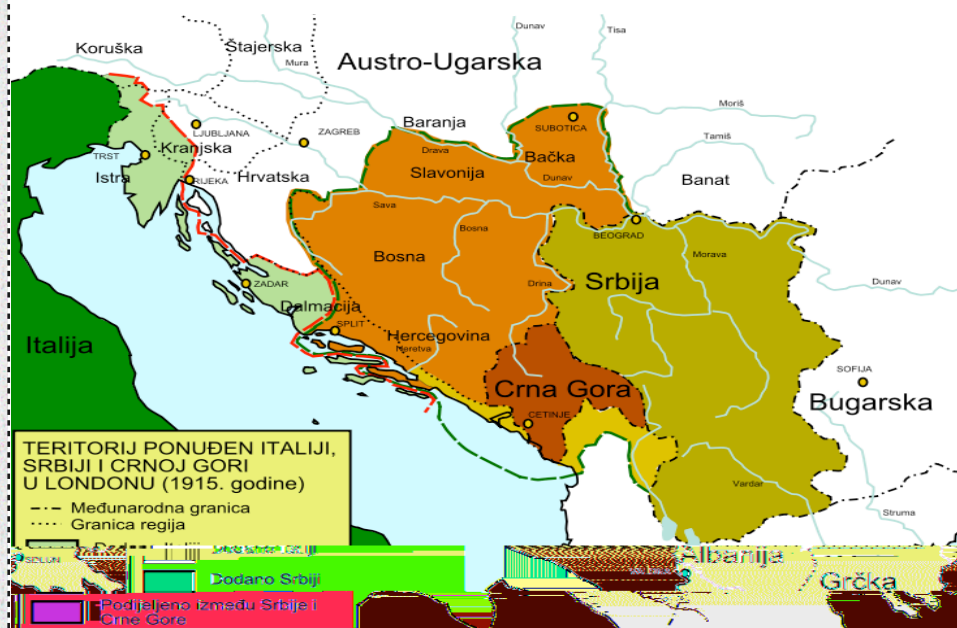 Dunav
Tisa
Koruška
Štajerska
Mura
Austro-Ugarska
Moriš
Baranja
SUBOTICA
LJUBLJANA
ZAGREB
Tamiš
Kranjska
Drava
Bačka
TRST
Slavonija
Dunav
Banat
Istra
RIJEKA
Hrvatska
Sava
Bosna
BEOGRAD
Bosna
Morava
Drina
Srbija
Dunav
ZADAR
Dalmacija
SPLIT
Hercegovina
Neretva
Italija
SOFIJA
Crna Gora
Bugarska
CETINJE
TERITORIJ PONUĐEN ITALIJI,
SRBIJI I CRNOJ GORI
U LONDONU (1915. godine)
Međunarodna granica
Granica regija
Vardar
Struma
Albanija
Dodano Srbiji
Grčka
Podijeljeno između Srbije i
Crne Gore